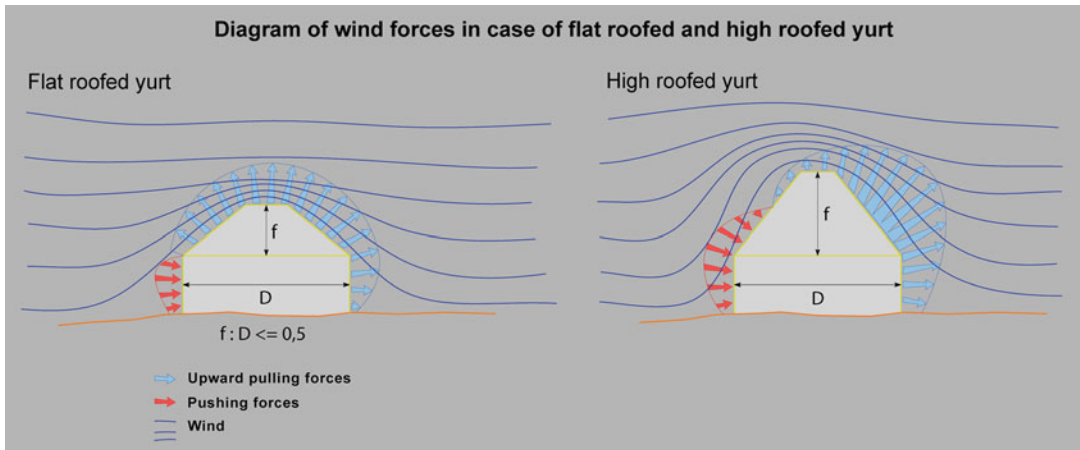 Diagram of wind forces in case of flat roofed and high roofed yurt
Flat roofed yurt
High roofed yurt
f
D
f : D <= 0,5
f
D
Upward pulling forces
Pushing forces
Wind